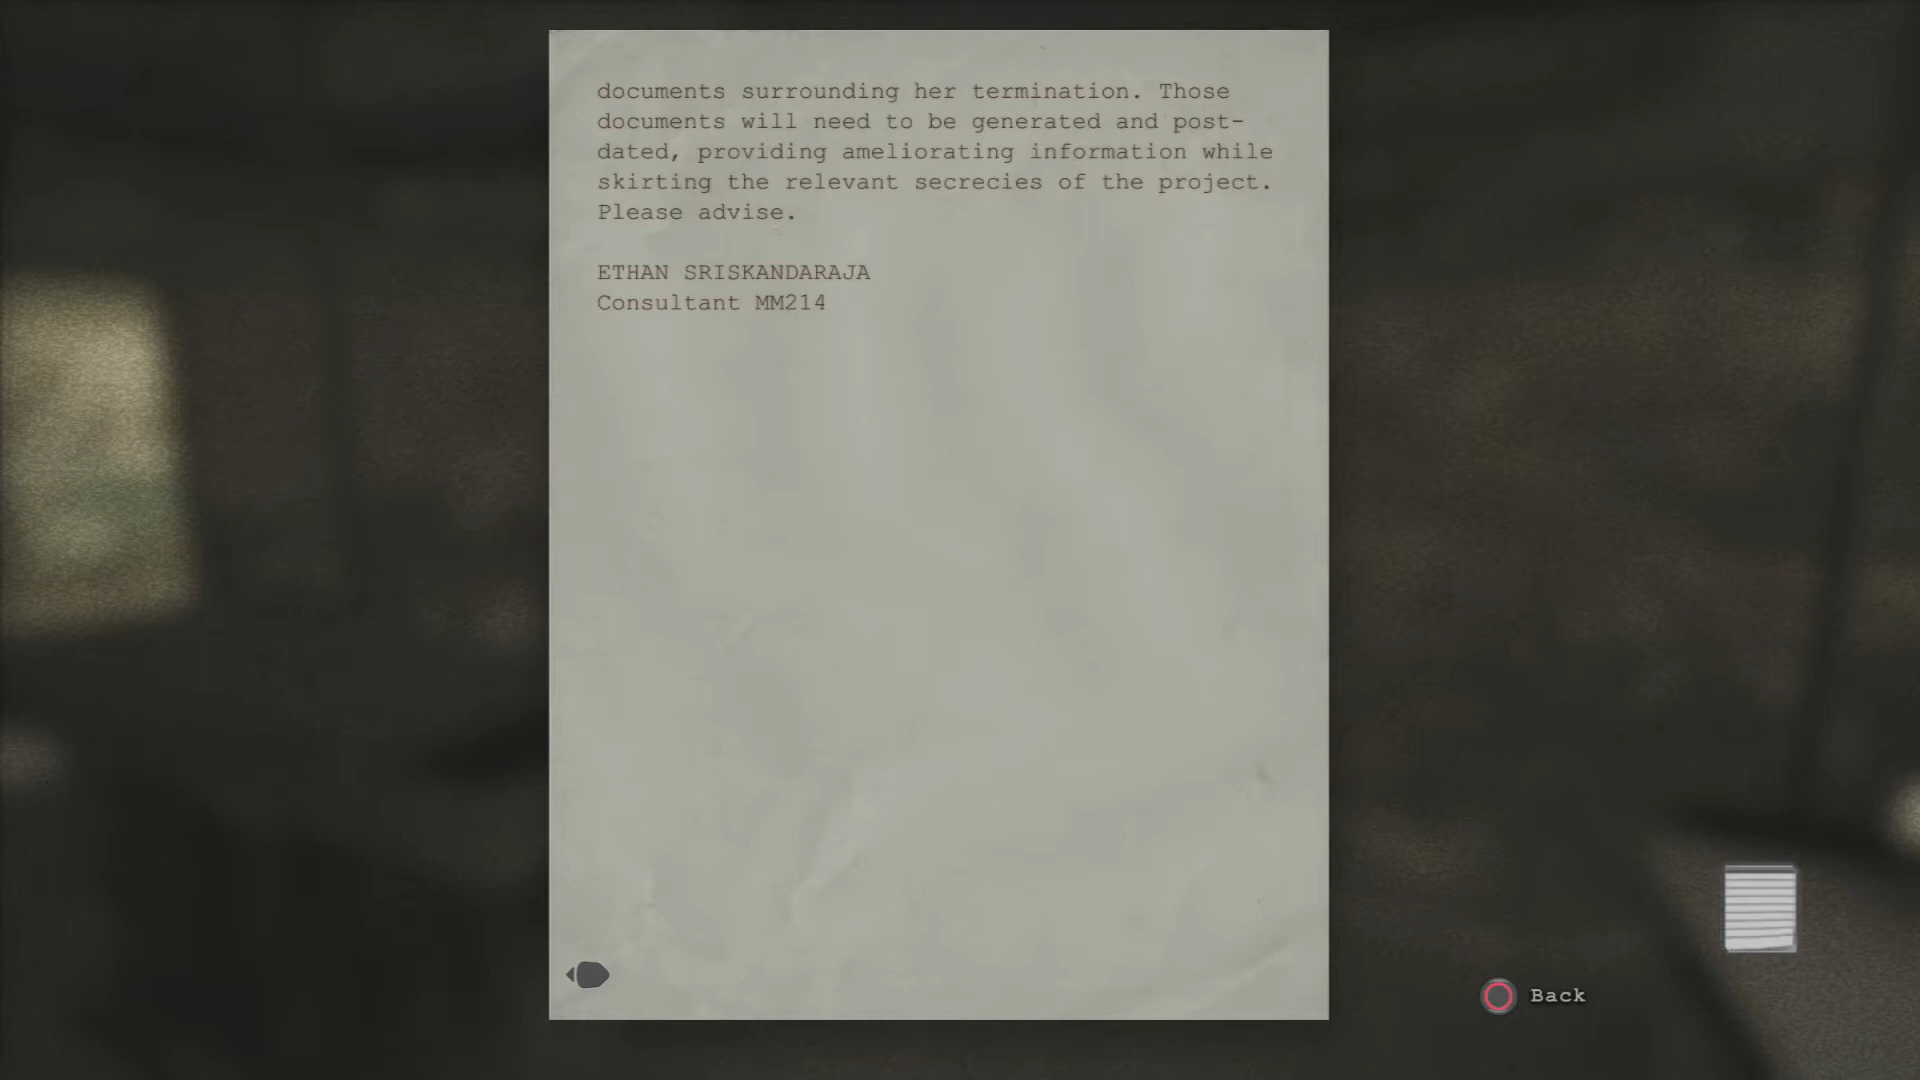 documents surrounding her termination. Those
documents will need to be generated and post-
dated, providing ameliorating information while
skirting the relevant secrecies of the project.
Please advise.
ETHAN SRISKANDARAJA
Consultant MM214
Back